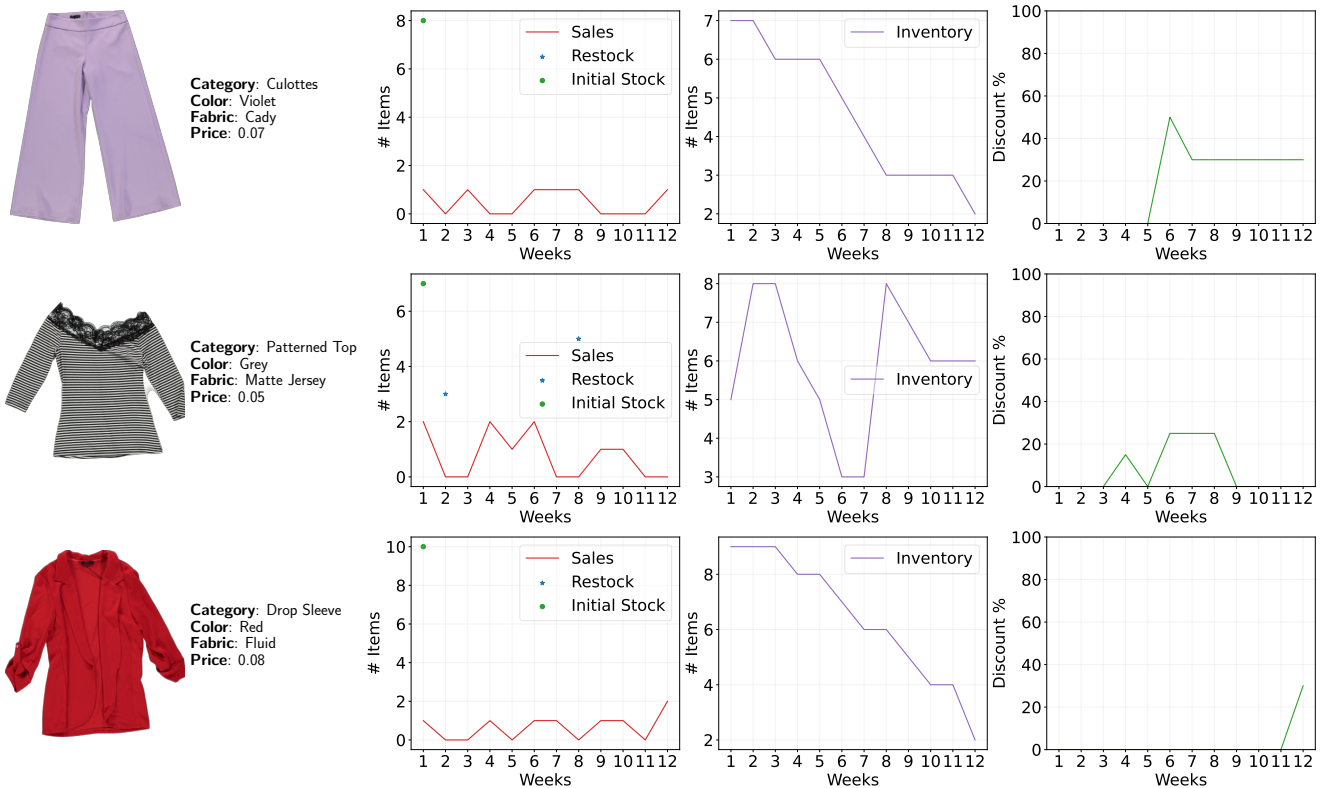 Category: Culottes
Color: Violet
Fabric: Cady
Price: 0.07
# Items
8
6
4
2
0
Sales
Restock
Initial Stock
1 2 3 4 5 6 7 8 9 10 11 12
Weeks
# Items
7
6
5
4
3
2
Inventory
1 2 3 4 5 6 7 8 9 10 11 12
Weeks
Discount %
100
80
60
40
20
0
1 2 3 4 5 6 7 8 9 10 11 12
Weeks
Category: Patterned Top
Color: Grey
Fabric: Matte Jersey
Price: 0.05
# Items
6
4
2
0
Sales
Restock
Initial Stock
1 2 3 4 5 6 7 8 9 10 11 12
Weeks
# Items
8
7
6
5
4
3
Inventory
1 2 3 4 5 6 7 8 9 10 11 12
Weeks
Discount %
100
80
60
40
20
0
1 2 3 4 5 6 7 8 9 10 11 12
Weeks
Category: Drop Sleeve
Color: Red
Fabric: Fluid
Price: 0.08
# Items
10
8
6
4
2
0
Sales
Restock
Initial Stock
1 2 3 4 5 6 7 8 9 10 11 12
Weeks
# Items
8
6
4
2
Inventory
1 2 3 4 5 6 7 8 9 10 11 12
Weeks
Discount %
100
80
60
40
20
0
1 2 3 4 5 6 7 8 9 10 11 12
Weeks